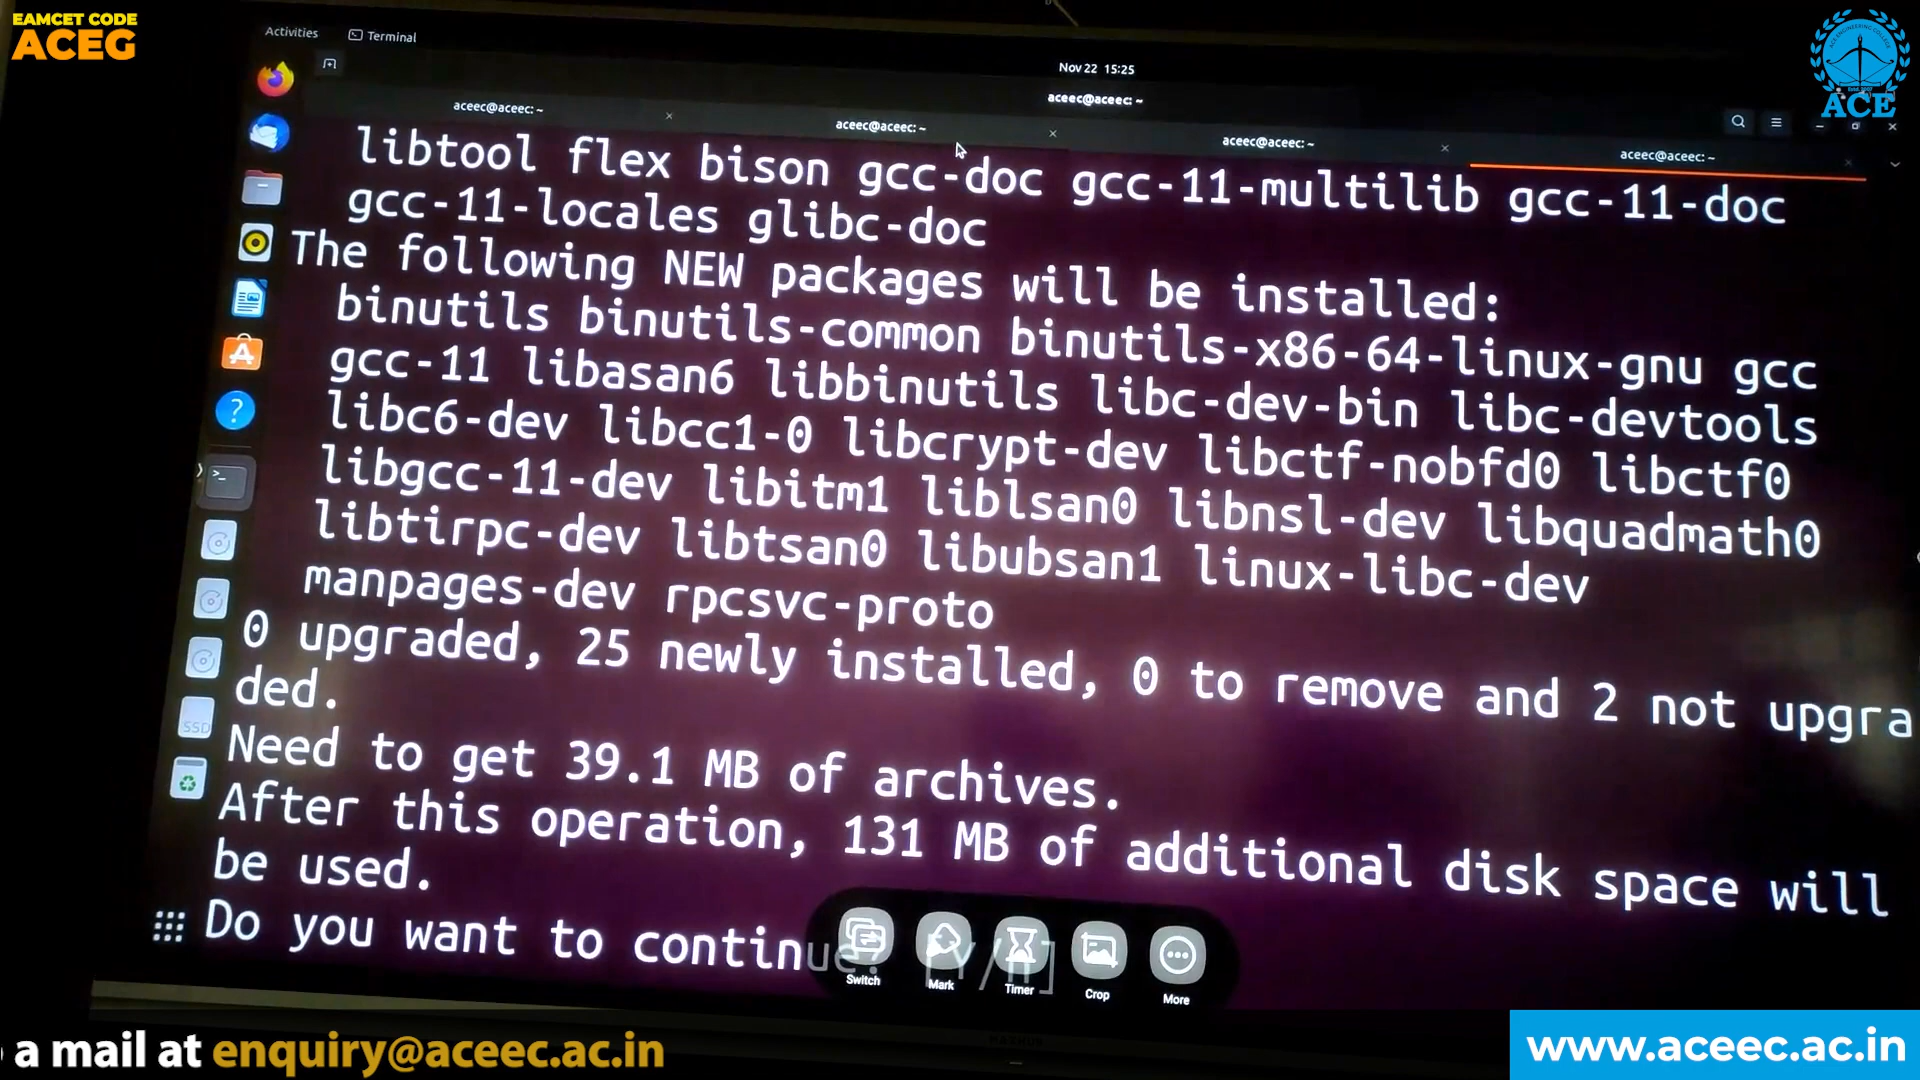 EAMCET CODE
ACEG
Activities
Terminal
Nov 22 15:25
aceec@aceec: ~
aceec@aceec: ~
aceec@aceec: ~
aceec@aceec: ~
aceec@aceec: ~
ACE
libtool flex bison gcc-doc gcc-11-multilib gcc-11-doc
gcc-11-locales glibc-doc
The following NEW packages will be installed:
binutils binutils-common binutils-x86-64-linux-gnu gcc
gcc-11 libasan6 libbinutils libc-dev-bin libc-devtools
libc6-dev libcc1-0 libcrypt-dev libctf-nobfd0 libctf0
libgcc-11-dev libitm1 liblsan0 libnsl-dev libquadmath0
libtirpc-dev libtsan0 libubsan1 linux-libc-dev
manpages-dev rpcsvc-proto
0 upgraded, 25 newly installed, 0 to remove and 2 not upgra
ded.
SSD
Need to get 39.1 MB of archives.
After this operation, 131 MB of additional disk space will
be used.
Do you want to continue? [Y/n]
Switch
Mark
Timer
Crop
More
a mail at enquiry@aceec.ac.in
www.aceec.ac.in